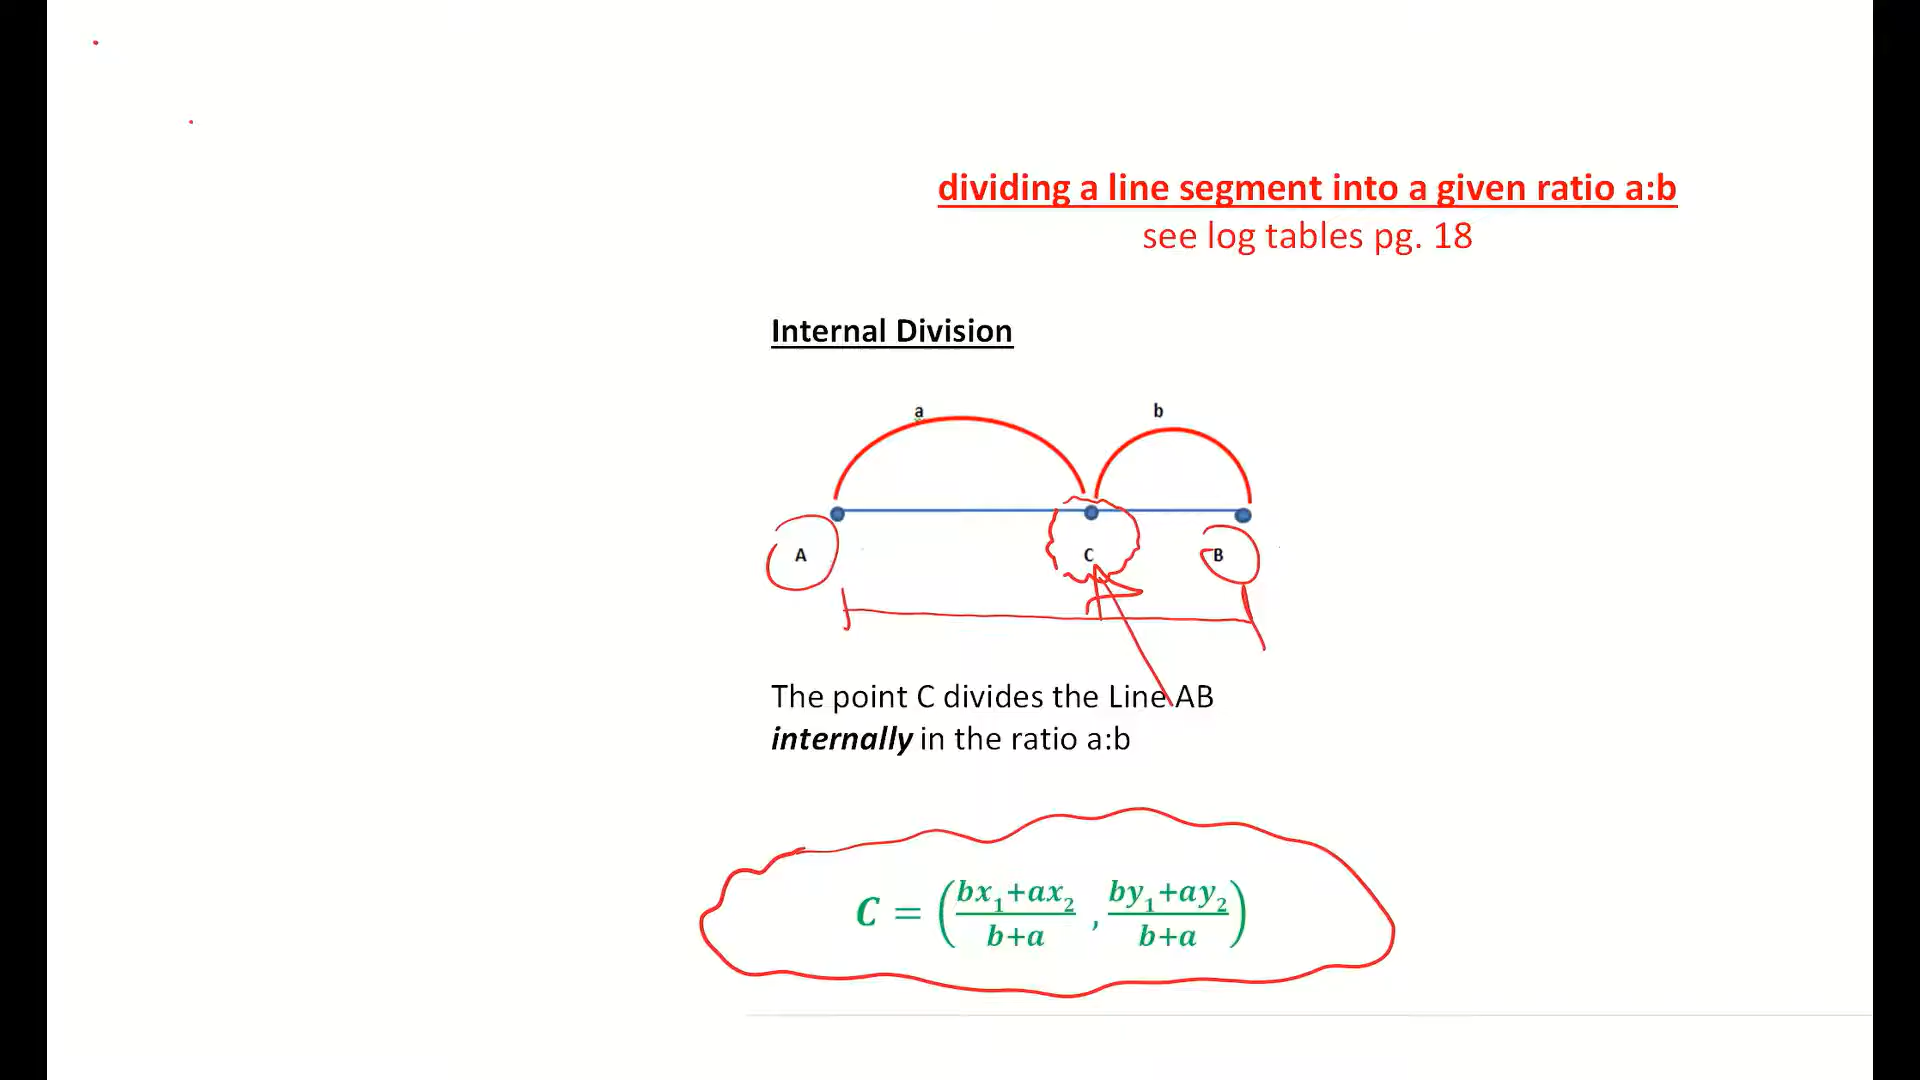 dividing a line segment into a given ratio a:b
see log tables pg. 18
Internal Division
a b
A C B
The point C divides the Line AB
internally in the ratio a:b
C = (bx₁+ax₂/b+a , by₁+ay₂/b+a)